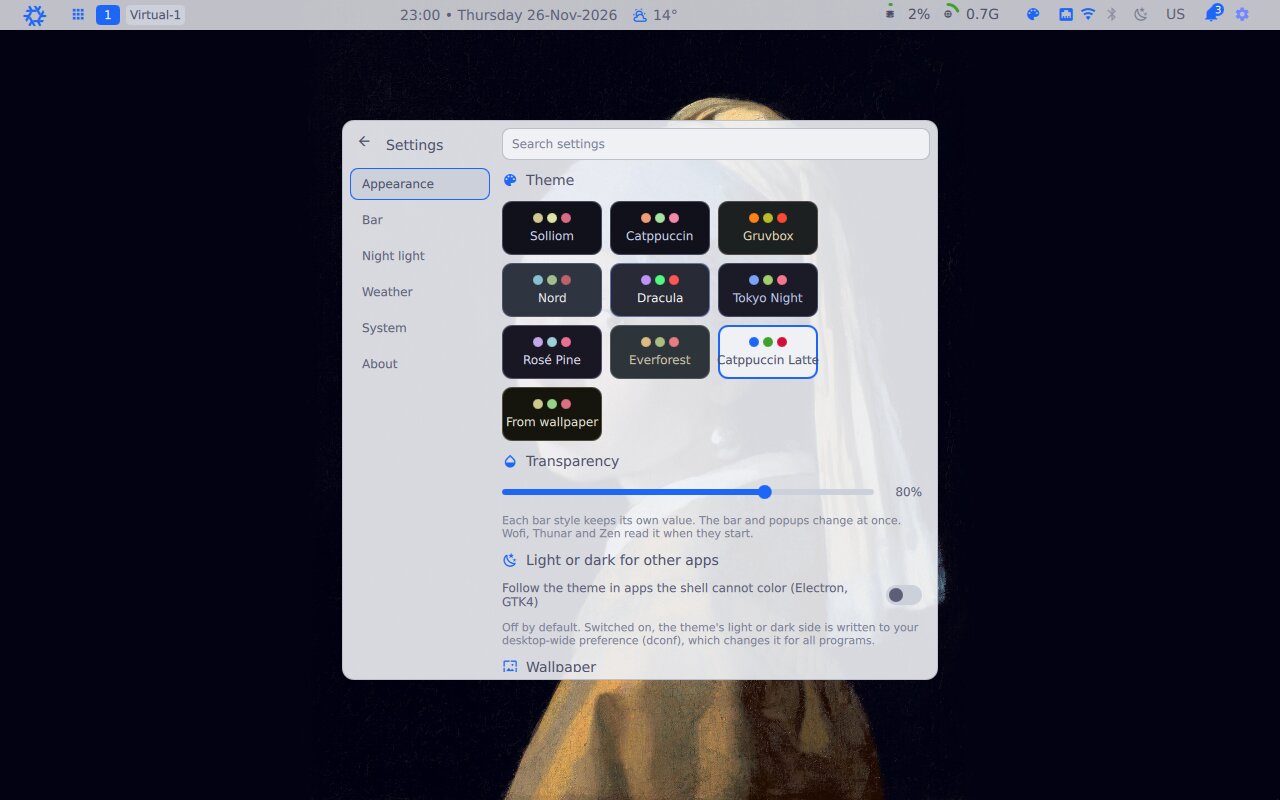 1
Virtual-1
23:00 • Thursday 26-Nov-2026
14°
2%
0.7G
US
3
Settings
Search settings
Appearance
Bar
Night light
Weather
System
About
Theme
Solliom
Catppuccin
Gruvbox
Nord
Dracula
Tokyo Night
Rosé Pine
Everforest
Catppuccin Latte
From wallpaper
Transparency
80%
Each bar style keeps its own value. The bar and popups change at once.
Wofi, Thunar and Zen read it when they start.
Light or dark for other apps
Follow the theme in apps the shell cannot color (Electron,
GTK4)
Off by default. Switched on, the theme's light or dark side is written to your
desktop-wide preference (dconf), which changes it for all programs.
Wallpaper